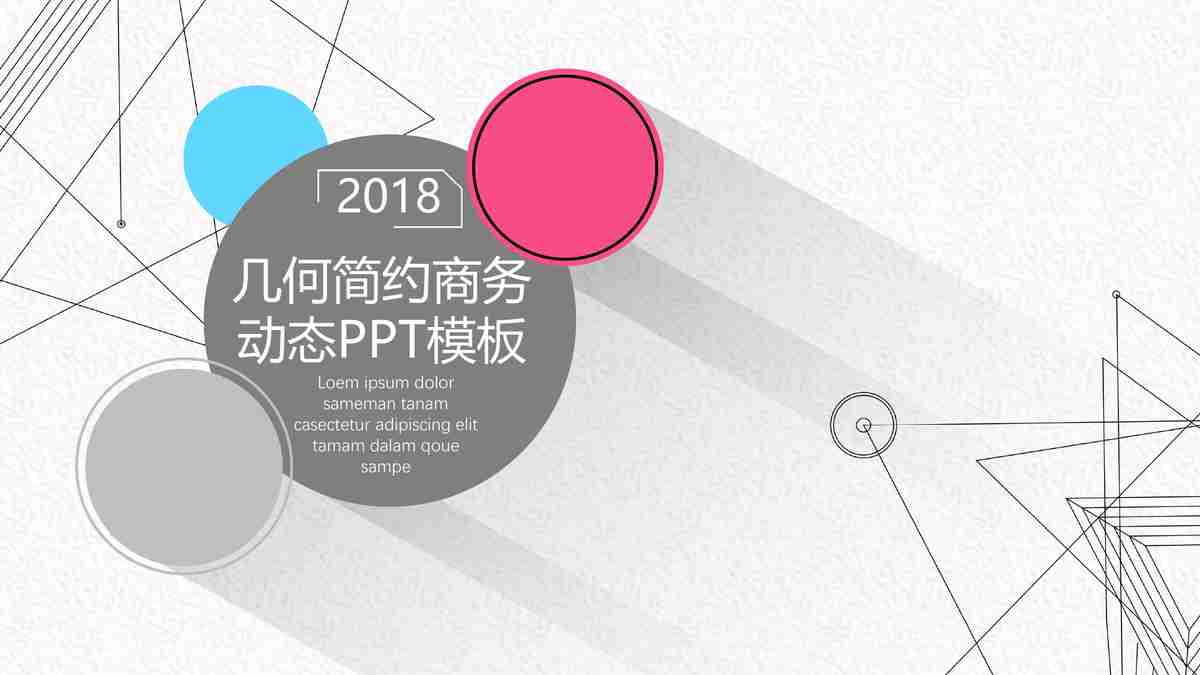 2018
几何简约商务
动态PPT模板
Loem ipsum dolor
sameman tanam
casectetur adipiscing elit
tamam dalam qoue
sampe